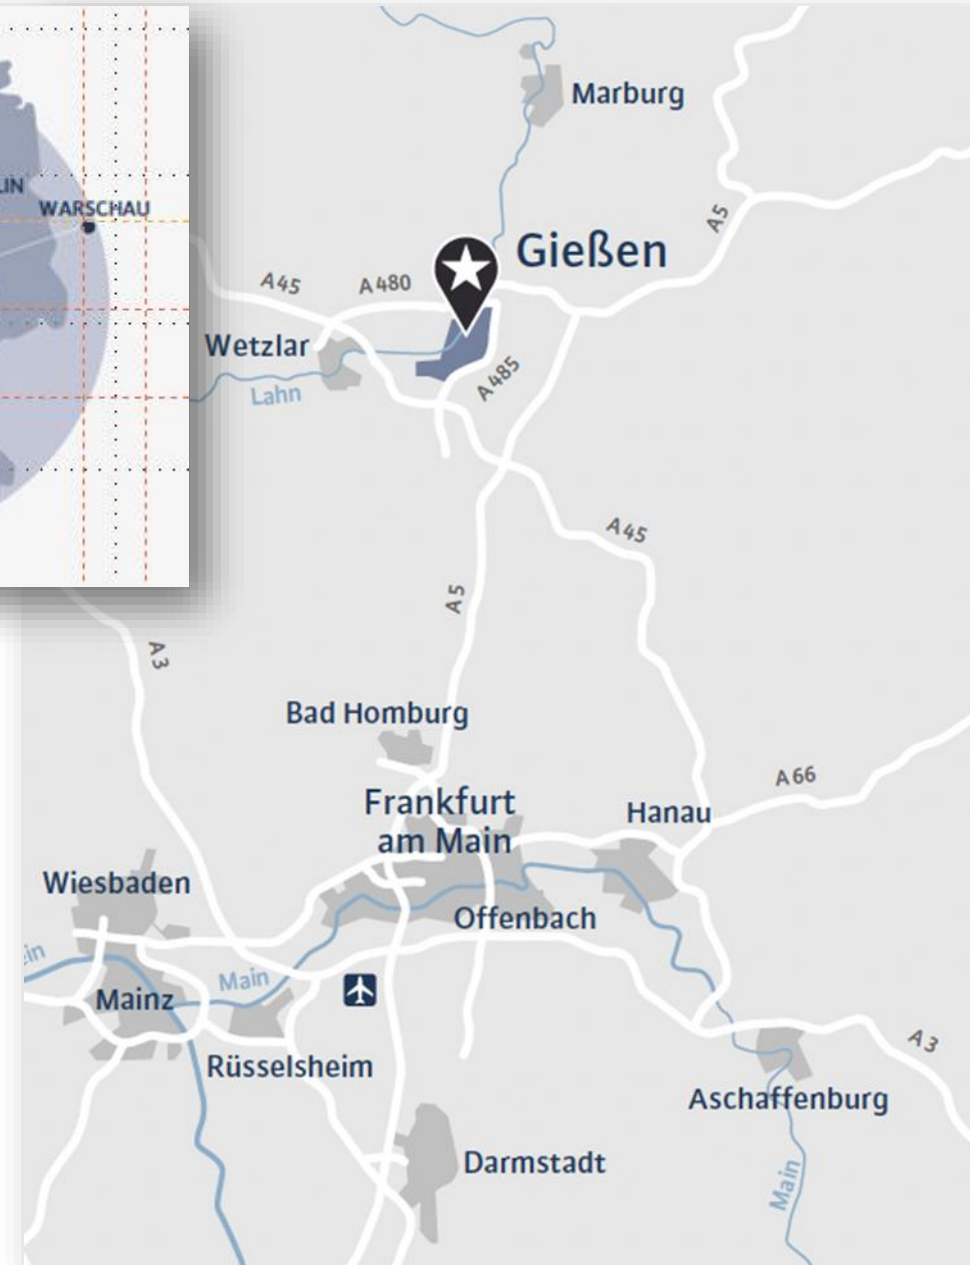 LIN
WARSCHAU
Marburg
Gießen
A5
A45
A480
Wetzlar
A485
Lahn
A45
A5
A3
Bad Homburg
A66
Frankfurt
am Main
Hanau
Wiesbaden
Offenbach
ein
Main
Mainz
Rüsselsheim
A3
Aschaffenburg
Darmstadt
Main